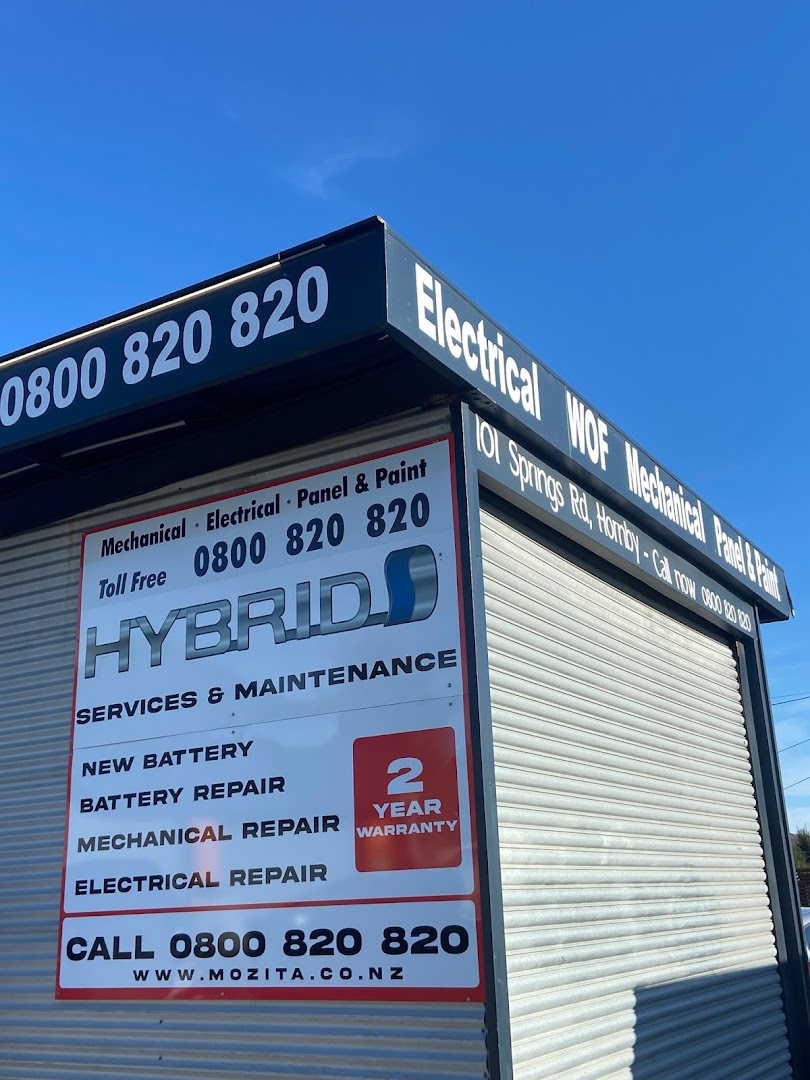 0800 820 820
Electrical WOF Mechanical Panel & Paint
101 Springs Rd, Hornby - Call now 0800 820 820
Mechanical * Electrical * Panel & Paint
Toll Free 0800 820 820
HYBRID
SERVICES & MAINTENANCE
NEW BATTERY
BATTERY REPAIR
MECHANICAL REPAIR
ELECTRICAL REPAIR
2
YEAR
WARRANTY
CALL 0800 820 820
WWW.MOZITA.CO.NZ